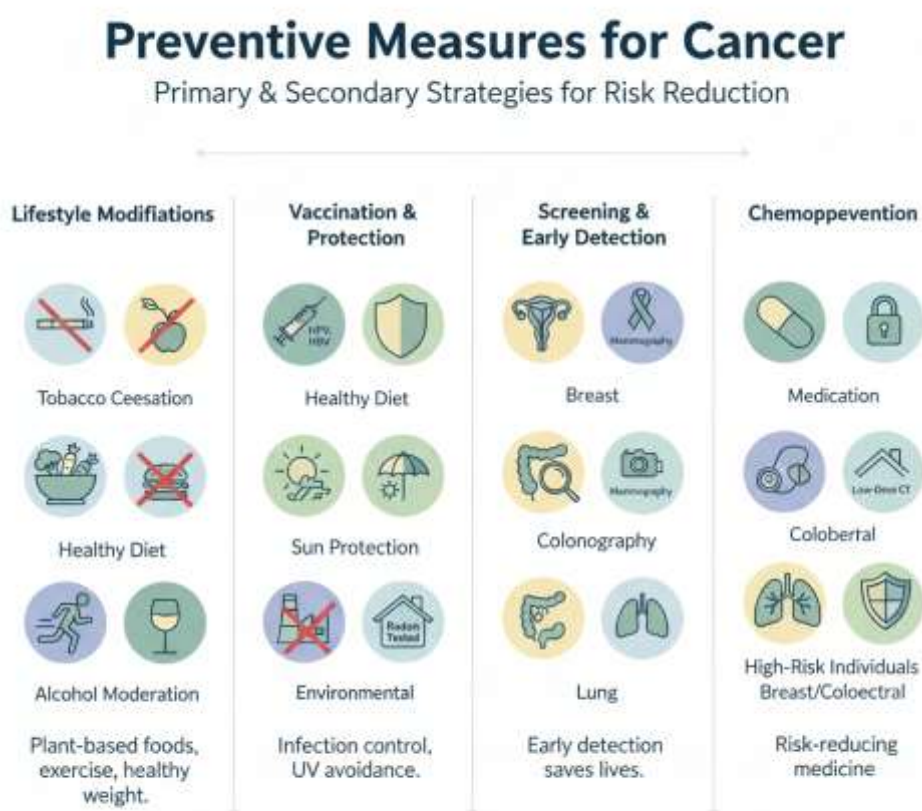 Preventive Measures for Cancer
Primary & Secondary Strategies for Risk Reduction
Lifestyle Modifiations
Tobacco Ceesation
Healthy Diet
Alcohol Moderation
Plant-based foods,
exercise, healthy
weight.
Vaccination &
Protection
HPV,
HBV
Healthy Diet
Sun Protection
Radon
Tested
Environmental
Infection control,
UV avoidance.
Screening &
Early Detection
Mammography
Breast
Mammography
Colonography
Lung
Early detection
saves lives.
Chemoppevention
Medication
Low-Dose CT
Colobertal
High-Risk Individuals
Breast/Coloectral
Risk-reducing
medicine